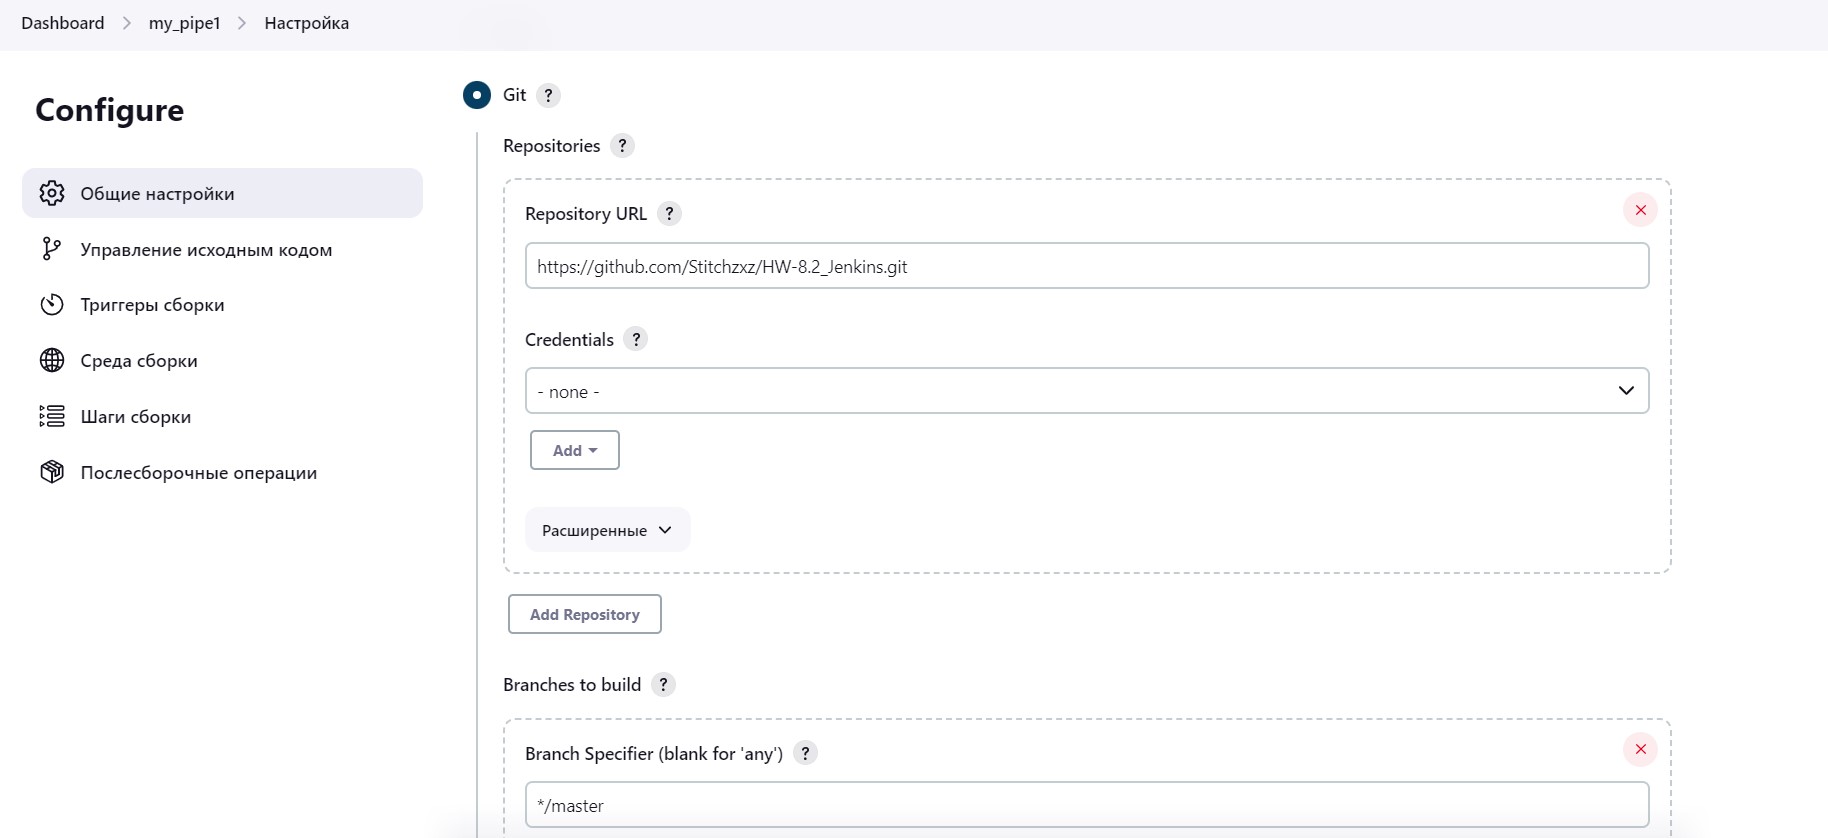 Dashboard > my_pipe1 > Настройка
Configure
Общие настройки
Управление исходным кодом
Триггеры сборки
Среда сборки
Шаги сборки
Послесборочные операции
Git ?
Repositories ?
Repository URL ?
https://github.com/Stitchzxz/HW-8.2_Jenkins.git
Credentials ?
- none -
Add
Расширенные
Add Repository
Branches to build ?
Branch Specifier (blank for 'any') ?
*/master